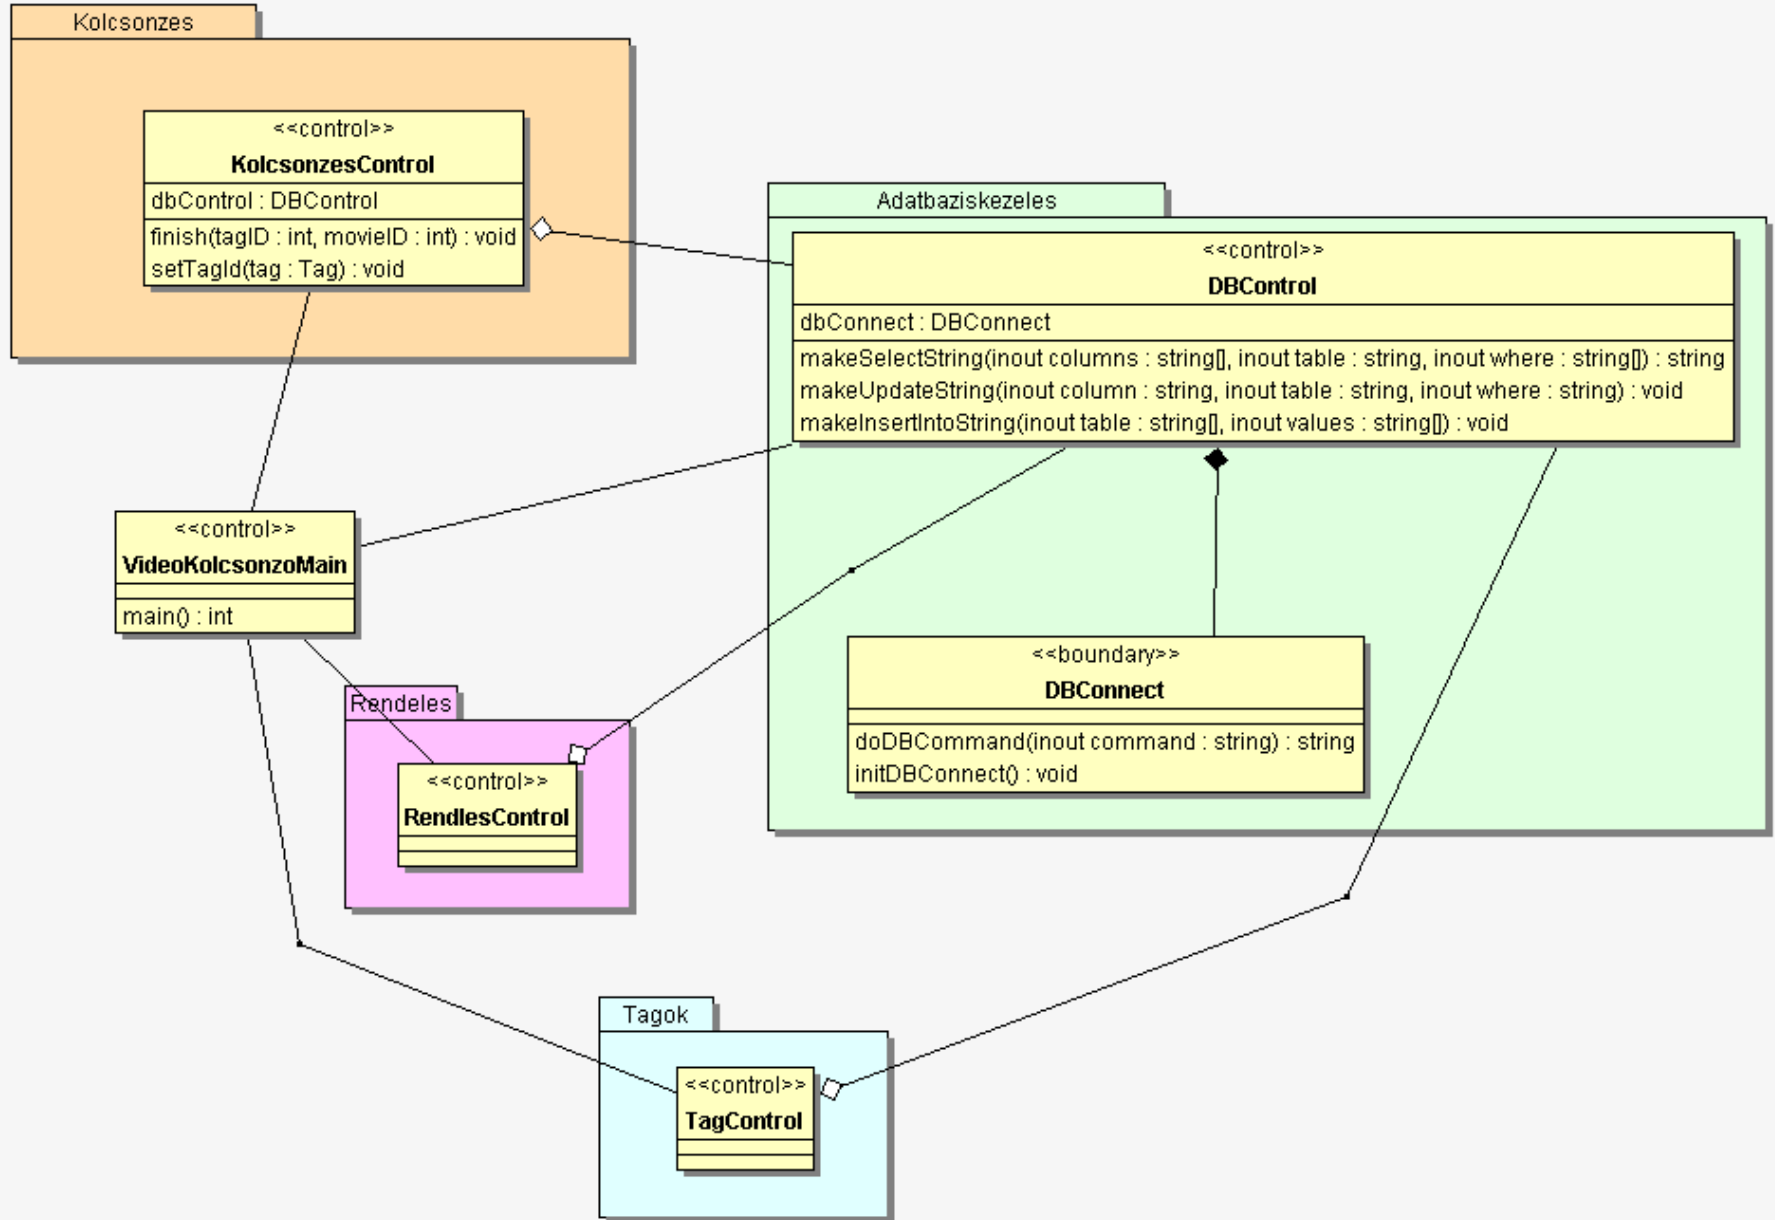 Kolcsonzes
<<control>>
KolcsonzesControl
dbControl : DBControl
finish(tagID : int, movieID : int) : void
setTagId(tag : Tag) : void
Adatbaziskezeles
<<control>>
DBControl
dbConnect : DBConnect
makeSelectString(inout columns : string[], inout table : string, inout where : string[]) : string
makeUpdateString(inout column : string, inout table : string, inout where : string) : void
makeInsertIntoString(inout table : string[], inout values : string[]) : void
<<control>>
VideoKolcsonzoMain
main() : int
<<boundary>>
DBConnect
doDBCommand(inout command : string) : string
initDBConnect() : void
Rendeles
<<control>>
RendlesControl
Tagok
<<control>>
TagControl